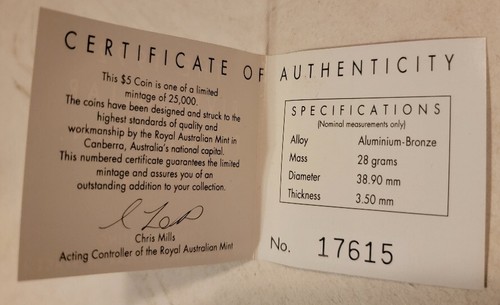 CERTIFICATE OF AUTHENTICITY
This $5 Coin is one of a limited
mintage of 25,000.
The coins have been designed and struck to the
highest standards of quality and
workmanship by the Royal Australian Mint in
Canberra, Australia's national capital.
This numbered certificate guarantees the limited
mintage and assures you of an
outstanding addition to your collection.
Chris Mills
Acting Controller of the Royal Australian Mint
SPECIFICATIONS
(Nominal measurements only)
Alloy Aluminium-Bronze
Mass 28 grams
Diameter 38.90 mm
Thickness 3.50 mm
No. 17615